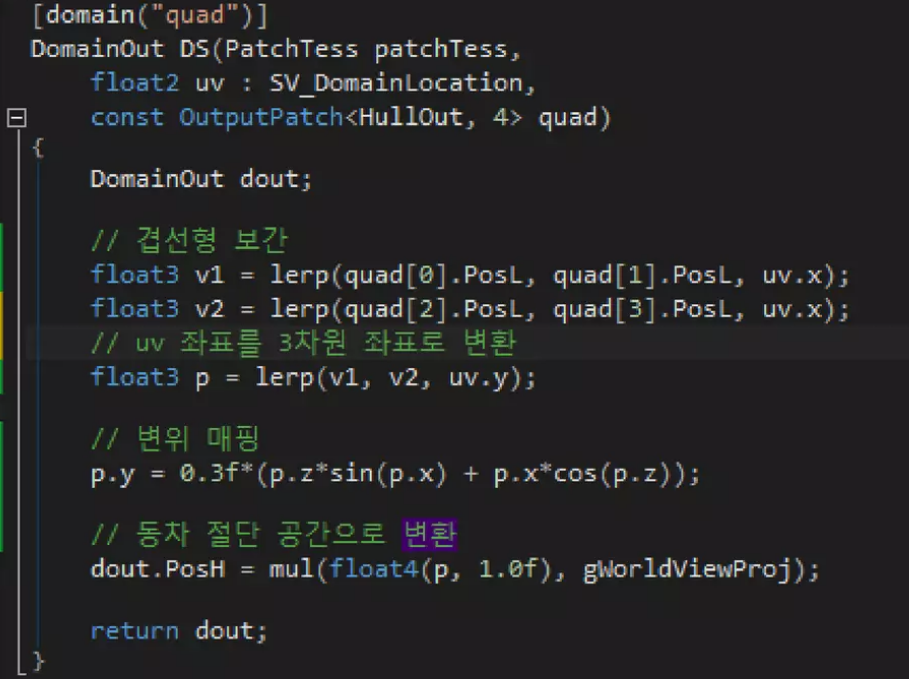 [domain("quad")]
DomainOut DS(PatchTess patchTess,
float2 uv : SV_DomainLocation,
const OutputPatch<HullOut, 4> quad)
{
DomainOut dout;
// 겹선형 보간
float3 v1 = lerp(quad[0].PosL, quad[1].PosL, uv.x);
float3 v2 = lerp(quad[2].PosL, quad[3].PosL, uv.x);
// uv 좌표를 3차원 좌표로 변환
float3 p = lerp(v1, v2, uv.y);
// 변위 매핑
p.y = 0.3f*(p.z*sin(p.x) + p.x*cos(p.z));
// 동차 절단 공간으로 변환
dout.PosH = mul(float4(p, 1.0f), gWorldViewProj);
return dout;
}